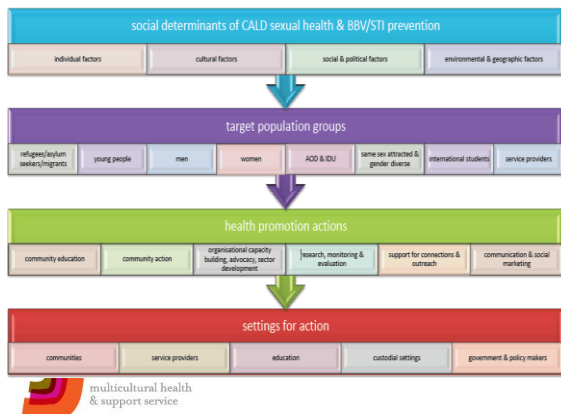 social determinants of CALD sexual health & BBV/STI prevention
individual factors
cultural factors
social & political factors
environmental & geographic factors
target population groups
refugees/asylum
seekers/migrants
young people
men
women
AOD & IDU
same sex attracted &
gender diverse
international students
service providers
health promotion actions
community education
community action
organisational capacity
building, advocacy, sector
development
research, monitoring &
evaluation
support for connections &
outreach
communication & social
marketing
settings for action
communities
service providers
education
custodial settings
government & policy makers
multicultural health
& support service